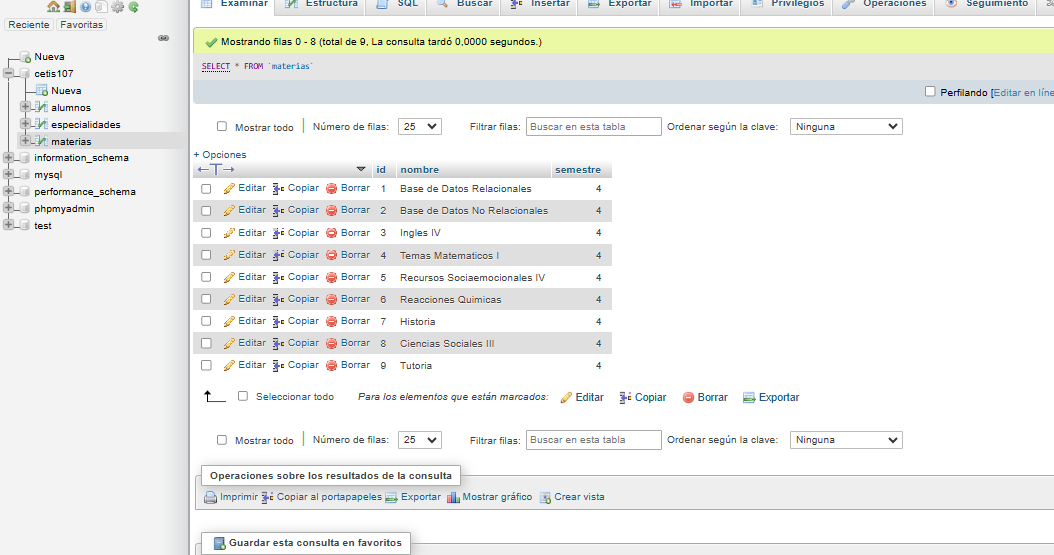 Examinar Estructura SQL Buscar Insertar Exportar Importar Privilegios Operaciones Seguimiento
Reciente Favoritas
Nueva
cetis107
Nueva
alumnos
especialidades
materias
information_schema
mysql
performance_schema
phpmyadmin
test
Mostrando filas 0 - 8 (total de 9, La consulta tardó 0,0000 segundos.)
SELECT * FROM `materias`
Perfilando [Editar en líne
Mostrar todo Número de filas: 25 Filtrar filas: Buscar en esta tabla Ordenar según la clave: Ninguna
+ Opciones
←T→ id nombre semestre
Editar Copiar Borrar 1 Base de Datos Relacionales 4
Editar Copiar Borrar 2 Base de Datos No Relacionales 4
Editar Copiar Borrar 3 Ingles IV 4
Editar Copiar Borrar 4 Temas Matematicos I 4
Editar Copiar Borrar 5 Recursos Sociaemocionales IV 4
Editar Copiar Borrar 6 Reacciones Quimicas 4
Editar Copiar Borrar 7 Historia 4
Editar Copiar Borrar 8 Ciencias Sociales III 4
Editar Copiar Borrar 9 Tutoria 4
Seleccionar todo Para los elementos que están marcados: Editar Copiar Borrar Exportar
Mostrar todo Número de filas: 25 Filtrar filas: Buscar en esta tabla Ordenar según la clave: Ninguna
Operaciones sobre los resultados de la consulta
Imprimir Copiar al portapapeles Exportar Mostrar gráfico Crear vista
Guardar esta consulta en favoritos